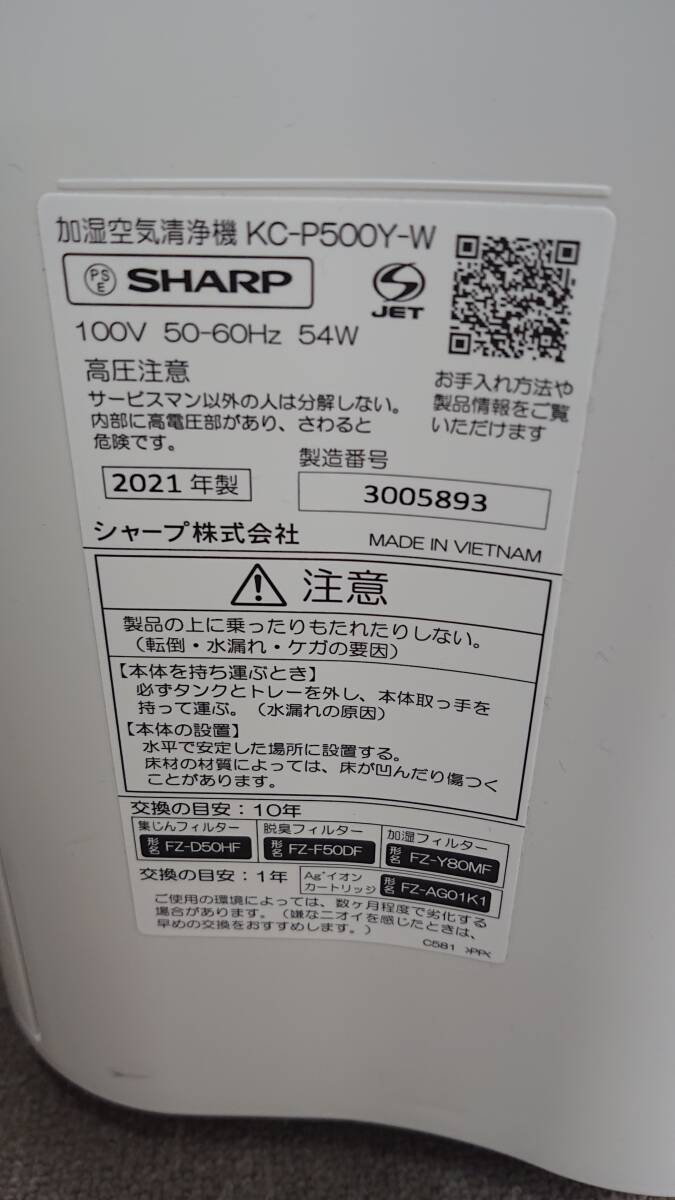 加湿空気清浄機 KC-P500Y-W
PSE SHARP
JET
100V 50-60Hz 54W
高圧注意
サービスマン以外の人は分解しない。
内部に高電圧部があり、さわると
危険です。
お手入れ方法や
製品情報をご覧
いただけます
2021年製
製造番号
3005893
シャープ株式会社
MADE IN VIETNAM
注意
製品の上に乗ったりもたれたりしない。
(転倒・水漏れ・ケガの要因)
【本体を持ち運ぶとき】
必ずタンクとトレーを外し、本体取っ手を
持って運ぶ。(水漏れの原因)
【本体の設置】
水平で安定した場所に設置する。
床材の材質によっては、床が凹んだり傷つく
ことがあります。
交換の目安:10年
集じんフィルター
形名 FZ-D50HF
脱臭フィルター
形名 FZ-F50DF
加湿フィルター
形名 FZ-Y80MF
交換の目安:1年
Ag⁺イオン
カートリッジ
形名 FZ-AG01K1
ご使用の環境によっては、数ヶ月程度で劣化する
場合があります。(嫌なニオイを感じたときは、
早めの交換をおすすめします。)
C581 >PP<